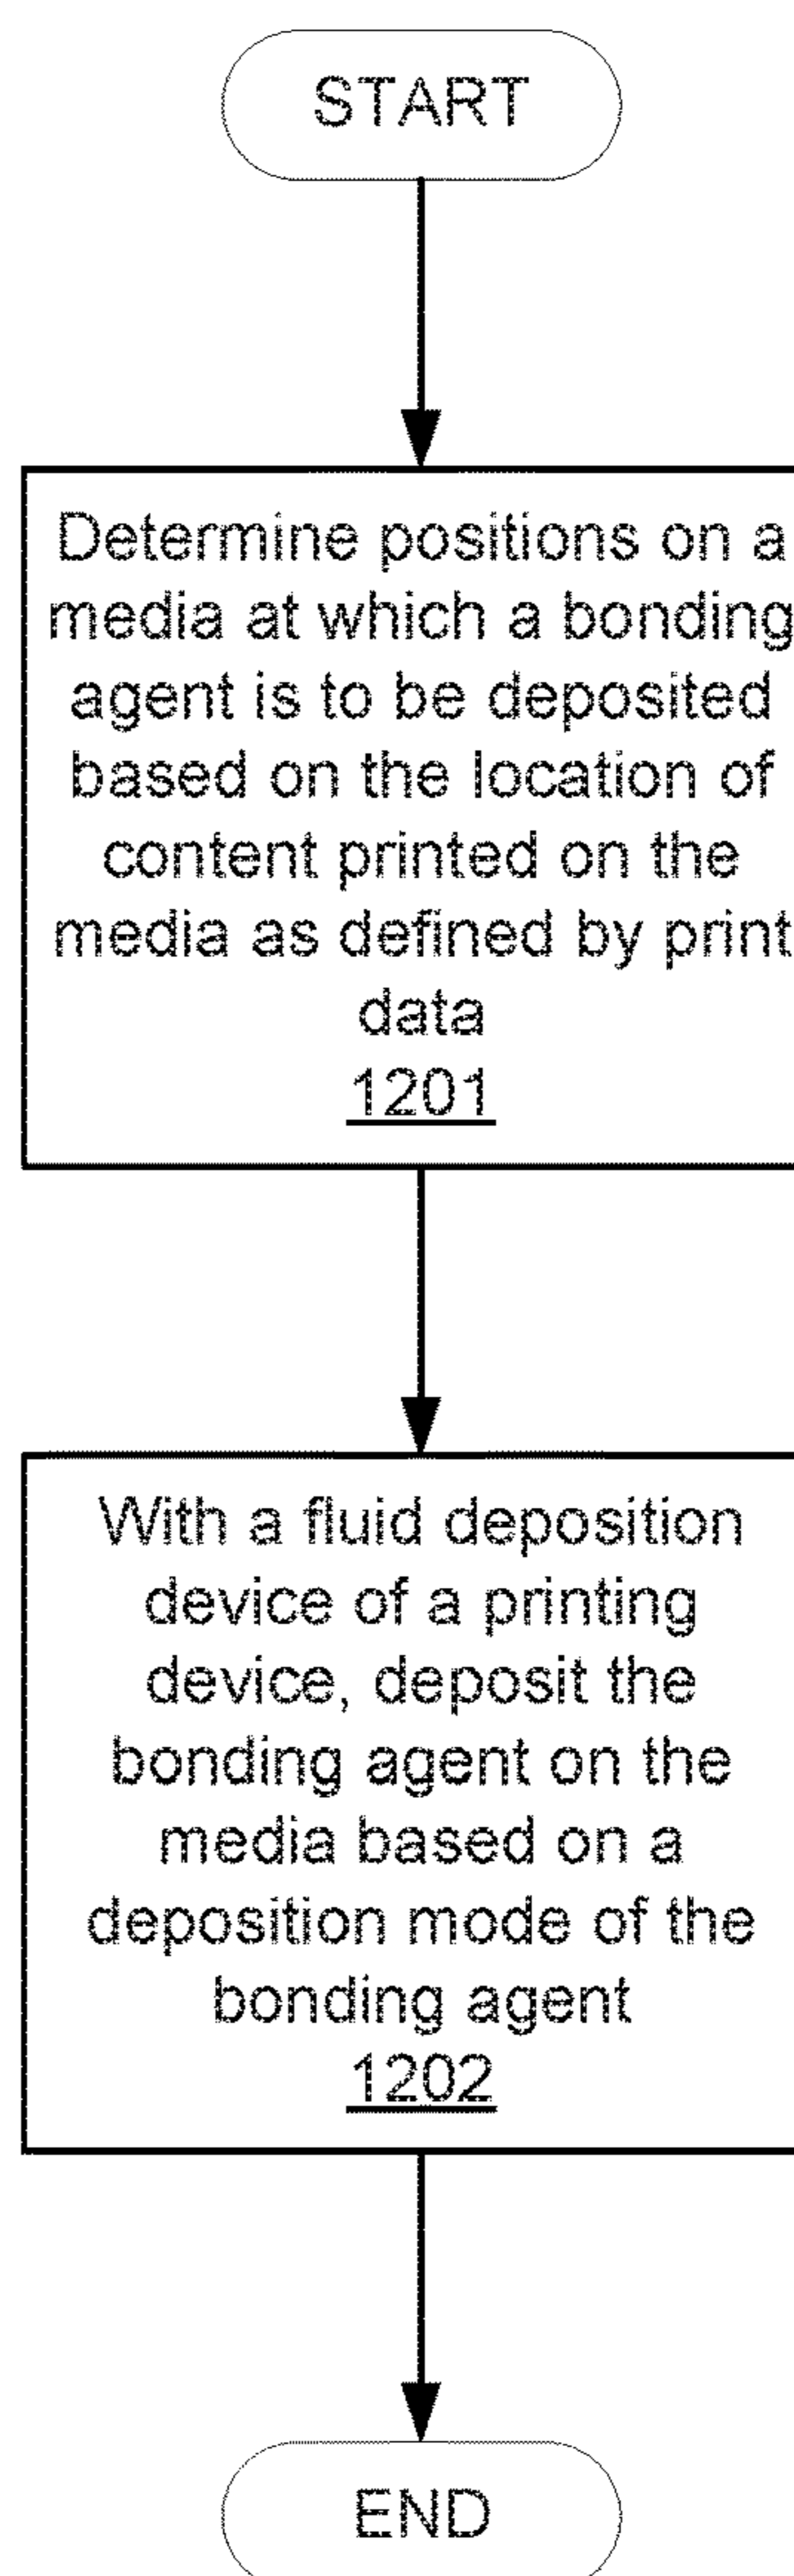 START
Determine positions on a
media at which a bonding
agent is to be deposited
based on the location of
content printed on the
media as defined by print
data
1201
With a fluid deposition
device of a printing
device, deposit the
bonding agent on the
media based on a
deposition mode of the
bonding agent
1202
END